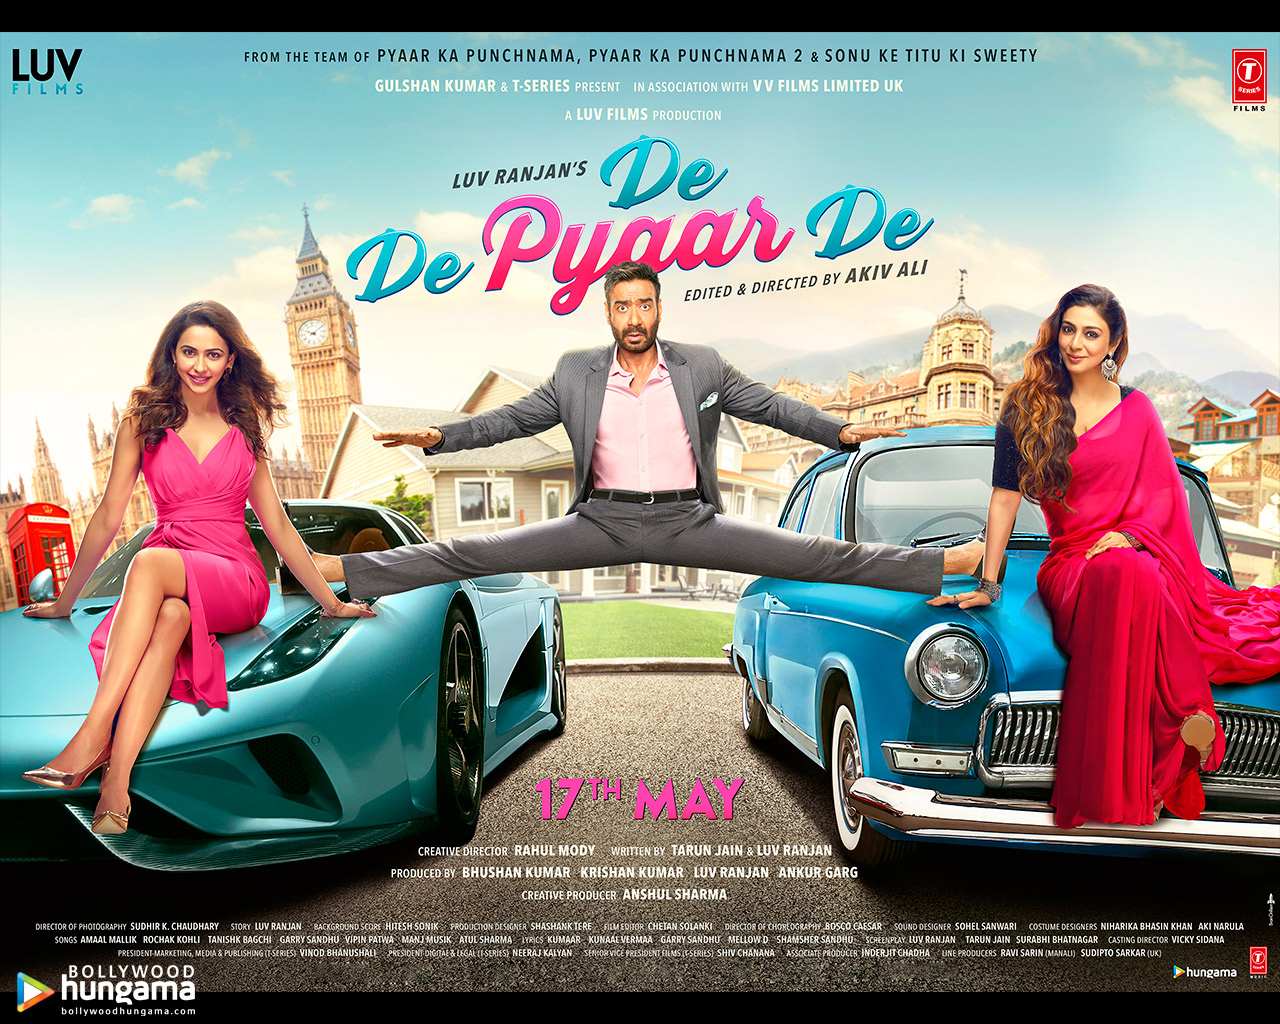 LUV
FILMS
FROM THE TEAM OF PYAAR KA PUNCHNAMA, PYAAR KA PUNCHNAMA 2 & SONU KE TITU KI SWEETY
GULSHAN KUMAR & T-SERIES PRESENT IN ASSOCIATION WITH V V FILMS LIMITED UK
A LUV FILMS PRODUCTION
T
SERIES
FILMS
LUV RANJAN'S
De
De Pyaar De
EDITED & DIRECTED BY AKIV ALI
17TH MAY
CREATIVE DIRECTOR RAHUL MODY WRITTEN BY TARUN JAIN & LUV RANJAN
PRODUCED BY BHUSHAN KUMAR KRISHAN KUMAR LUV RANJAN ANKUR GARG
CREATIVE PRODUCER ANSHUL SHARMA
DIRECTOR OF PHOTOGRAPHY SUDHIR K. CHAUDHARY STORY LUV RANJAN BACKGROUND SCORE HITESH SONIK PRODUCTION DESIGNER SHASHANK TERE FILM EDITOR CHETAN SOLANKI DIRECTOR OF CHOREOGRAPHY BOSCO CAESAR SOUND DESIGNER SOHEL SANWARI COSTUME DESIGNERS NIHARIKA BHASIN KHAN AKI NARULA
SONGS AMAAL MALLIK ROCHAK KOHLI TANISHK BAGCHI GARRY SANDHU VIPIN PATWA MANJ MUSIK ATUL SHARMA LYRICS KUMAAR KUNAAL VERMAA GARRY SANDHU MELLOW D SHAMSHER SANDHU SCREENPLAY LUV RANJAN TARUN JAIN SURABHI BHATNAGAR CASTING DIRECTOR VICKY SIDANA
PRESIDENT-MARKETING, MEDIA & PUBLISHING (T-SERIES) VINOD BHANUSHALI PRESIDENT-DIGITAL & LEGAL (T-SERIES) NEERAJ KALYAN SENIOR VICE PRESIDENT FILMS (T-SERIES) SHIV CHANANA ASSOCIATE PRODUCER INDERJIT CHADHA LINE PRODUCERS RAVI SARIN (MANALI) SUDIPTO SARKAR (UK)
hungama
T
SERIES
MUSIC
BOLLYWOOD
hungama
bollywoodhungama.com